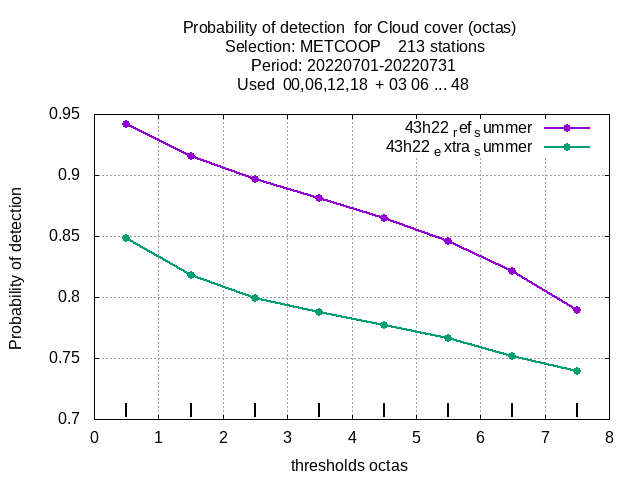 Probability of detection  for Cloud cover (octas)
Selection: METCOOP    213 stations
Period: 20220701-20220731
Used  00,06,12,18  + 03 06 ... 48
43h22 ref summer
43h22 extra summer
Probability of detection
0.95
0.9
0.85
0.8
0.75
0.7
0 1 2 3 4 5 6 7 8
thresholds octas